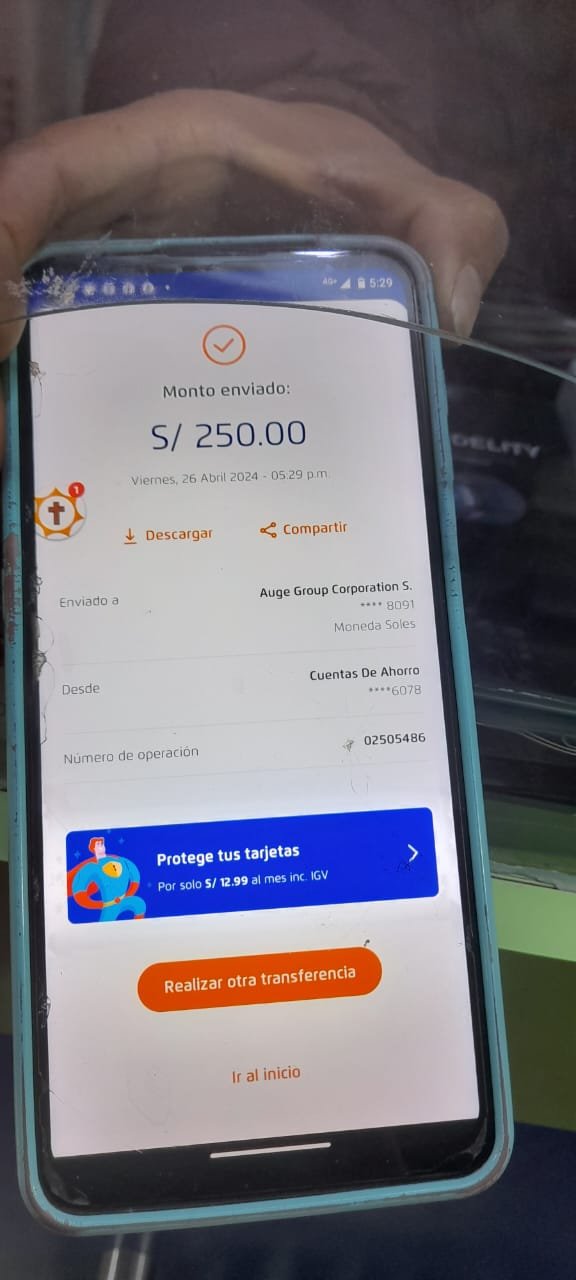 4G+ 5:29
Monto enviado:
S/ 250.00
Viernes, 26 Abril 2024 - 05:29 p.m.
1
Descargar
Compartir
Enviado a
Auge Group Corporation S.
**** 8091
Moneda Soles
Desde
Cuentas De Ahorro
****6078
Número de operación
02505486
Protege tus tarjetas
Por solo S/ 12.99 al mes inc. IGV
Realizar otra transferencia
Ir al inicio